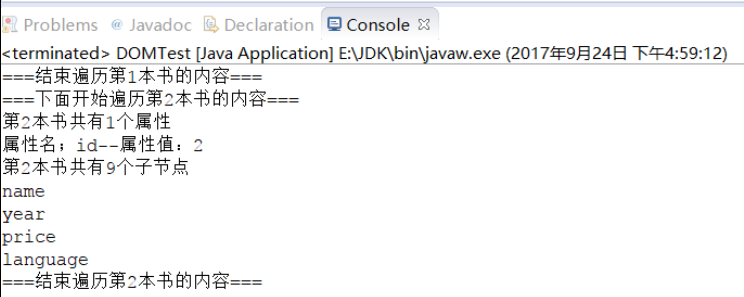 Problems @ Javadoc Declaration Console
<terminated> DOMTest [Java Application] E:\JDK\bin\javaw.exe (2017年9月24日 下午4:59:12)
===结束遍历第1本书的内容===
===下面开始遍历第2本书的内容===
第2本书共有1个属性
属性名；id--属性值：2
第2本书共有9个子节点
name
year
price
language
===结束遍历第2本书的内容===